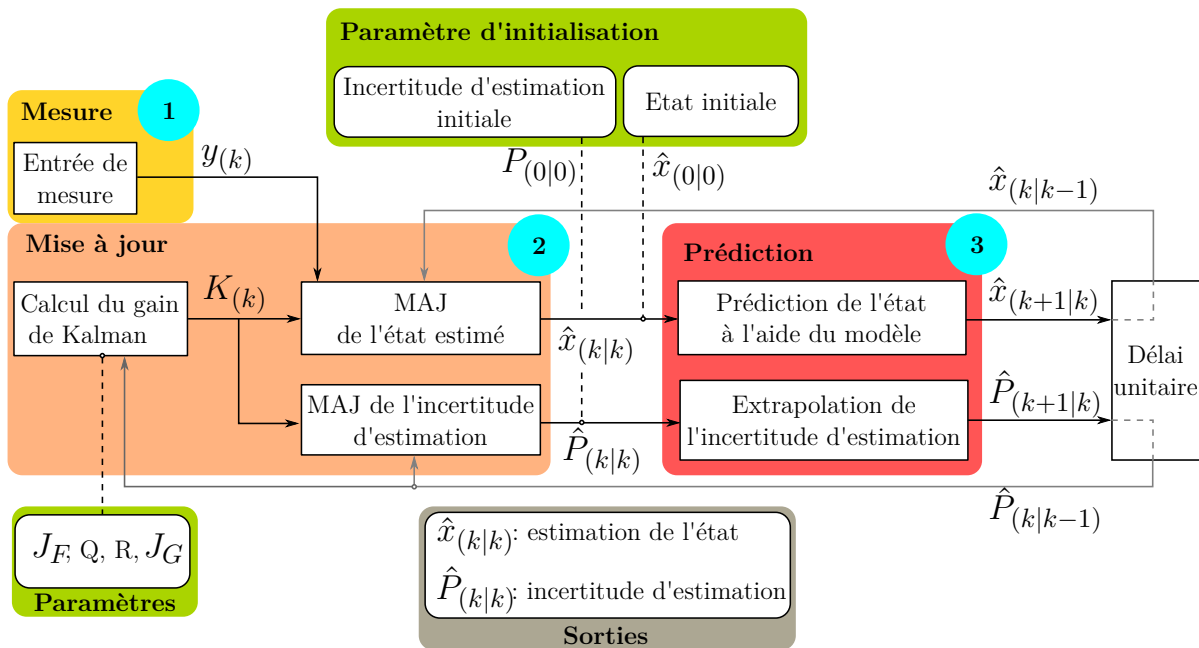 Paramètre d'initialisation
Incertitude d'estimation
initiale
Etat initiale
Mesure
1
Entrée de
mesure
y(k)
P(0|0)
x̂(0|0)
x̂(k|k−1)
Mise à jour
2
Prédiction
3
Calcul du gain
de Kalman
K(k)
MAJ
de l'état estimé
x̂(k|k)
Prédiction de l'état
à l'aide du modèle
x̂(k+1|k)
Délai
unitaire
MAJ de l'incertitude
d'estimation
P̂(k|k)
Extrapolation de
l'incertitude d'estimation
P̂(k+1|k)
P̂(k|k−1)
J_F, Q, R, J_G
Paramètres
x̂(k|k): estimation de l'état
P̂(k|k): incertitude d'estimation
Sorties